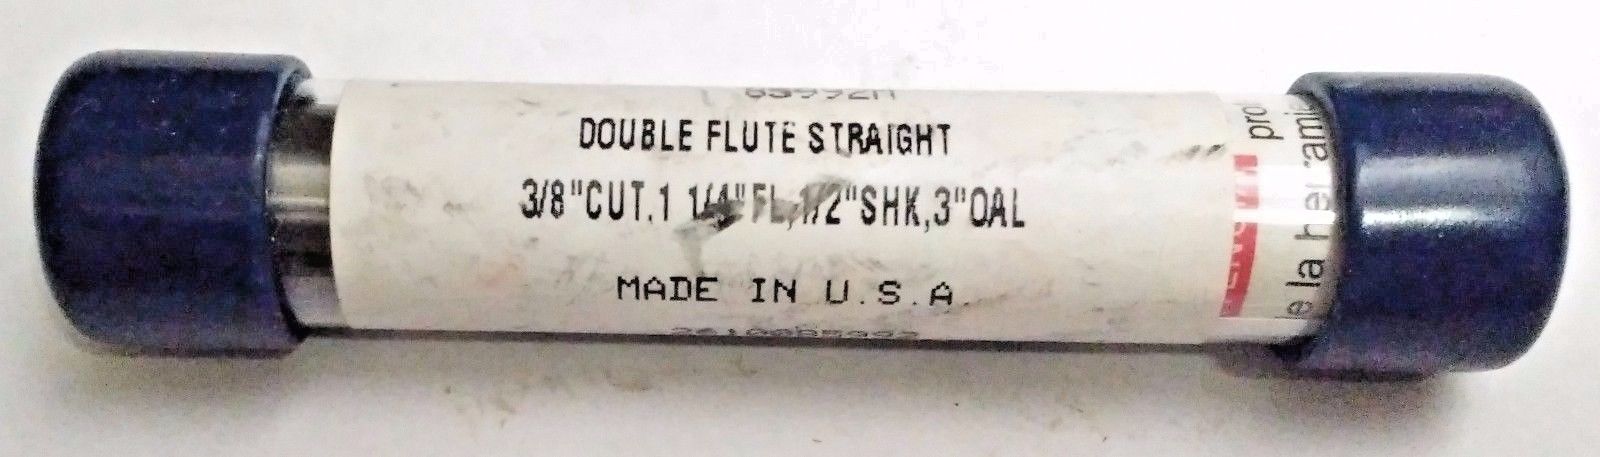 DOUBLE FLUTE STRAIGHT
3/8"CUT.1 1/4"FL,1/2"SHK,3"OAL
MADE IN U.S.A.